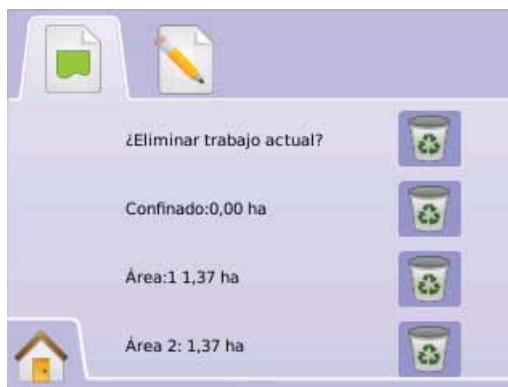 ¿Eliminar trabajo actual?
Confinado:0,00 ha
Área:1 1,37 ha
Área 2: 1,37 ha